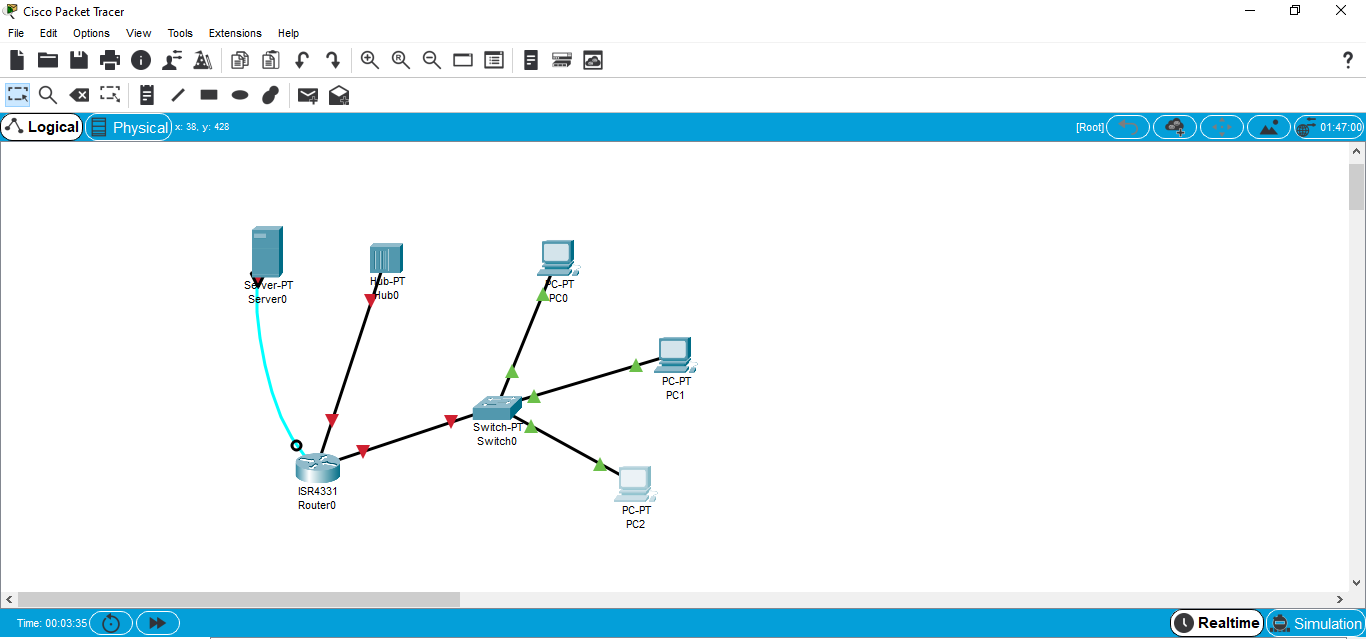 Cisco Packet Tracer
File Edit Options View Tools Extensions Help
R
?
Logical
Physical
x: 38, y: 428
[Root]
01:47:00
Server-PT
Server0
Hub-PT
Hub0
PC-PT
PC0
PC-PT
PC1
Switch-PT
Switch0
ISR4331
Router0
PC-PT
PC2
Time: 00:03:35
Realtime
Simulation